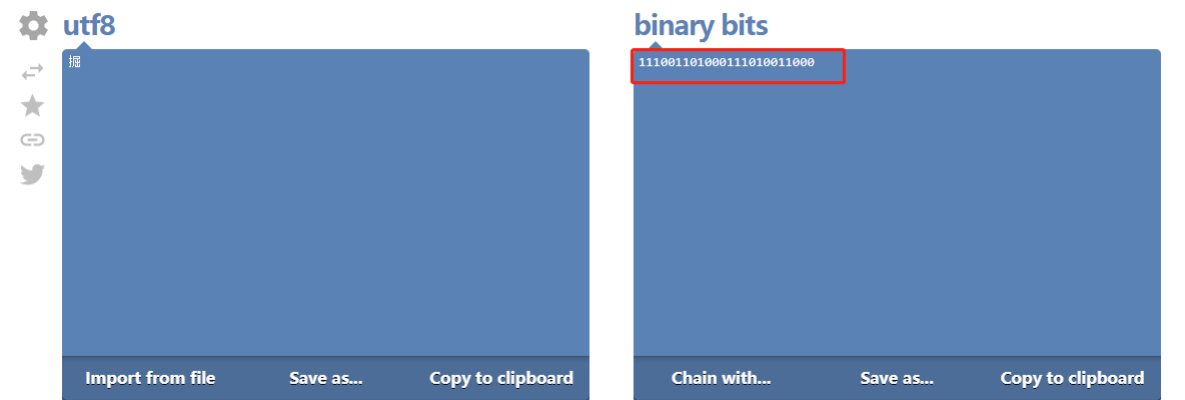 utf8
掘
Import from file Save as... Copy to clipboard
binary bits
111001101000111010011000
Chain with... Save as... Copy to clipboard